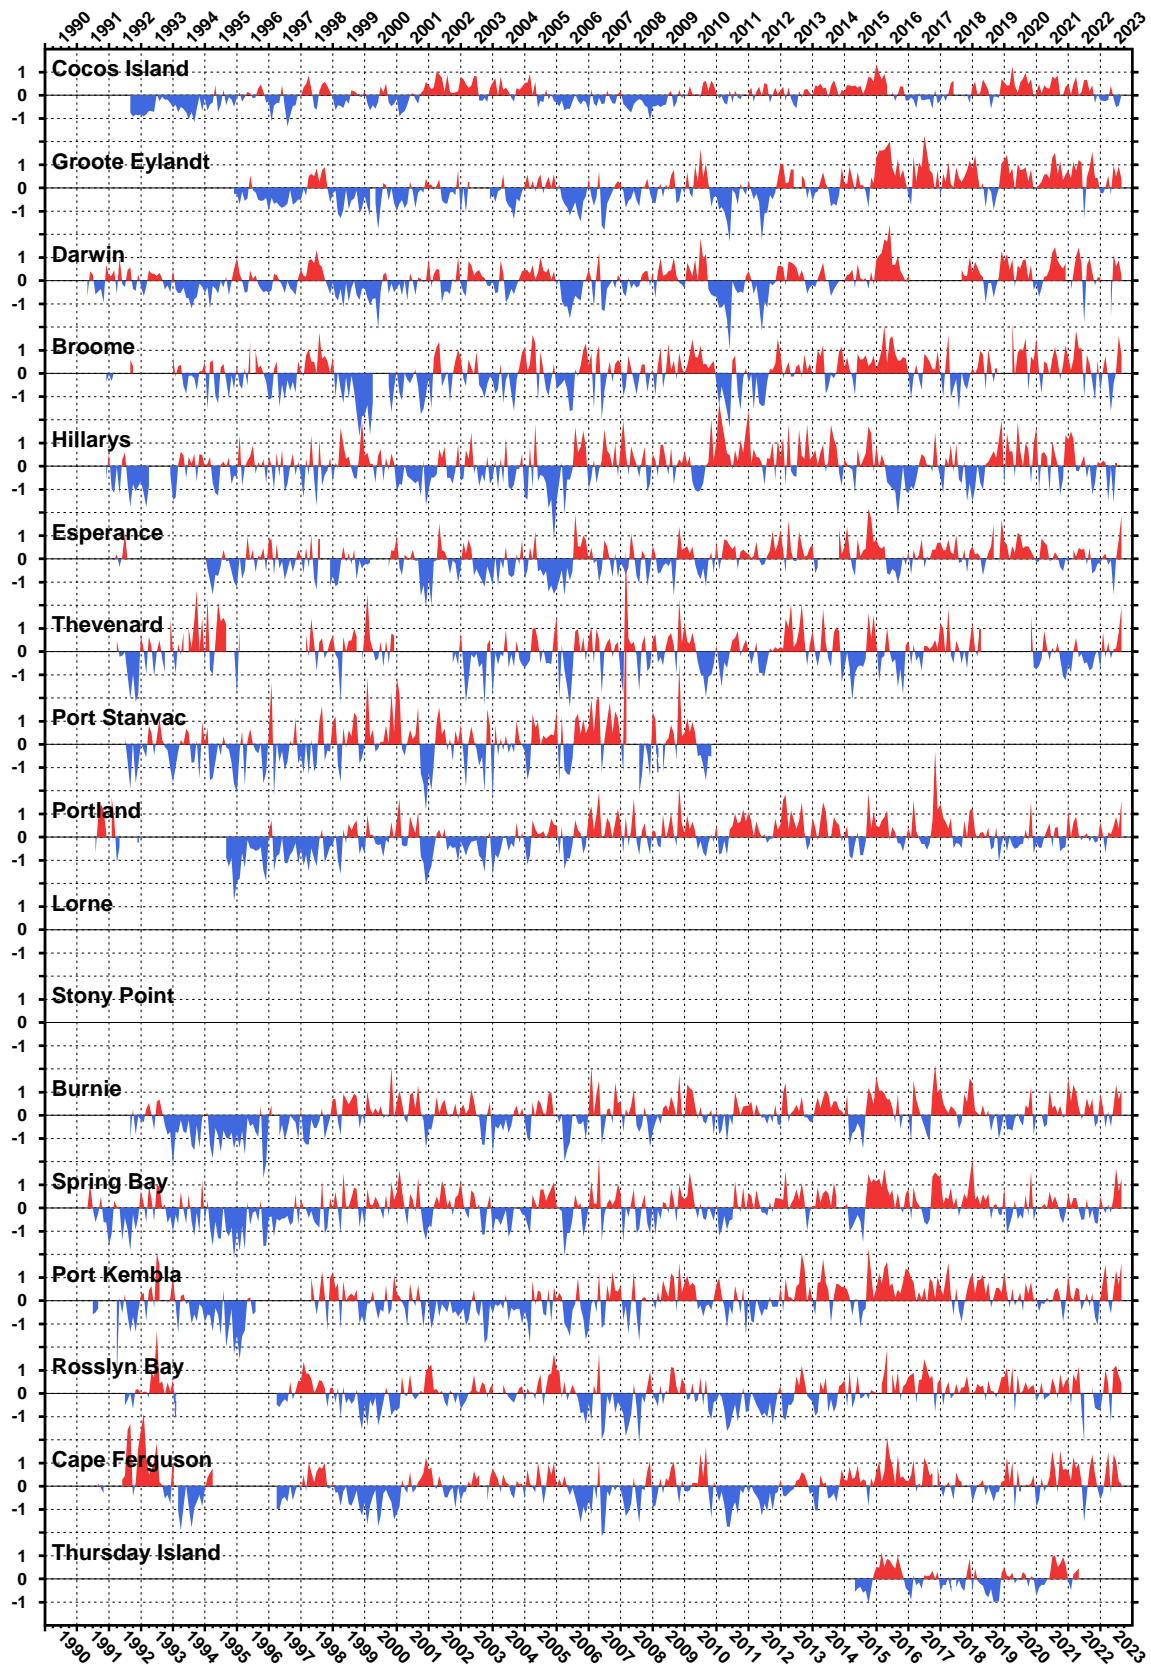 1990 1991 1992 1993 1994 1995 1996 1997 1998 1999 2000 2001 2002 2003 2004 2005 2006 2007 2008 2009 2010 2011 2012 2013 2014 2015 2016 2017 2018 2019 2020 2021 2022 2023
1 Cocos Island
0
-1
1 Groote Eylandt
0
-1
1 Darwin
0
-1
1 Broome
0
-1
1 Hillarys
0
-1
1 Esperance
0
-1
1 Thevenard
0
-1
1 Port Stanvac
0
-1
1 Portland
0
-1
1 Lorne
0
-1
1 Stony Point
0
-1
1 Burnie
0
-1
1 Spring Bay
0
-1
1 Port Kembla
0
-1
1 Rosslyn Bay
0
-1
1 Cape Ferguson
0
-1
1 Thursday Island
0
-1
1990 1991 1992 1993 1994 1995 1996 1997 1998 1999 2000 2001 2002 2003 2004 2005 2006 2007 2008 2009 2010 2011 2012 2013 2014 2015 2016 2017 2018 2019 2020 2021 2022 2023